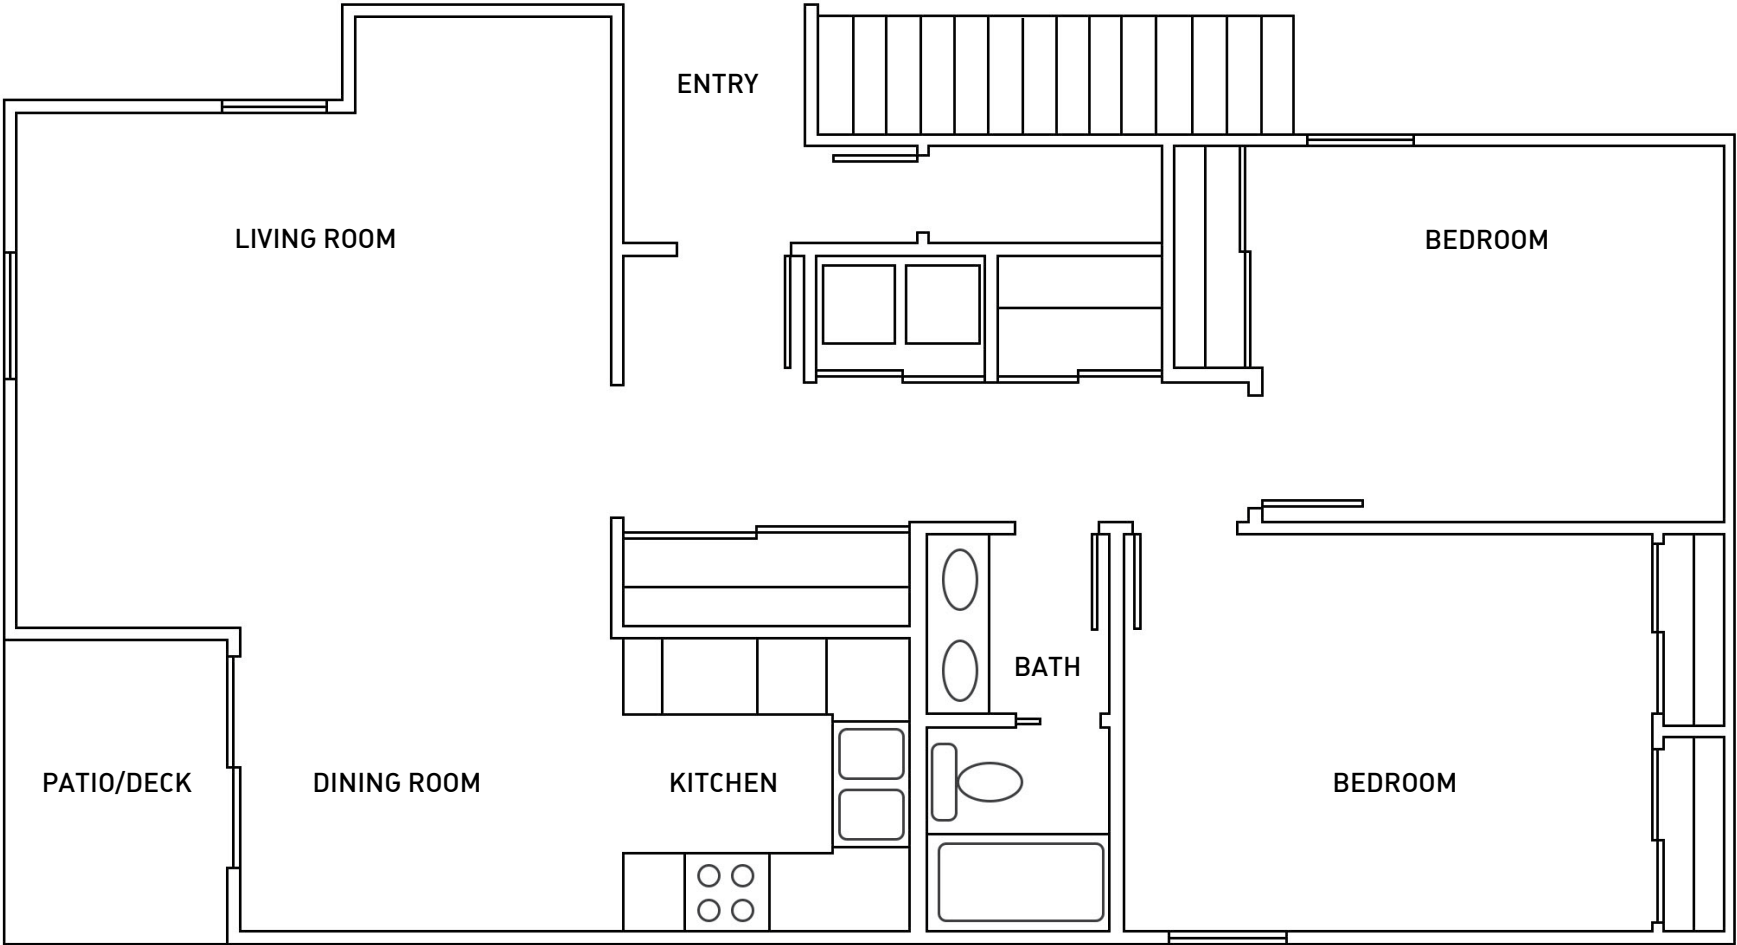 ENTRY
LIVING ROOM
BEDROOM
BATH
PATIO/DECK
DINING ROOM
KITCHEN
BEDROOM